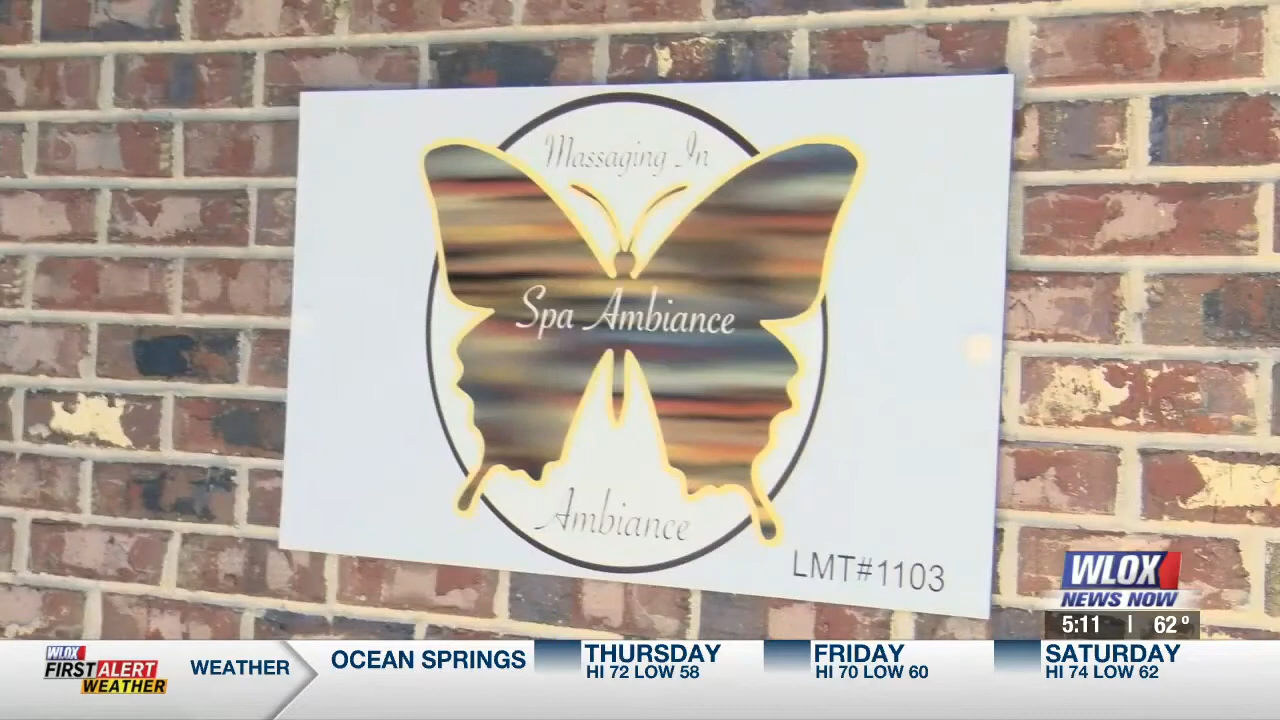 Massaging In
Spa Ambiance
Ambiance
LMT#1103
WLOX
NEWS NOW
5:11 | 62°
WLOX
FIRST ALERT
WEATHER
WEATHER
OCEAN SPRINGS
THURSDAY
HI 72 LOW 58
FRIDAY
HI 70 LOW 60
SATURDAY
HI 74 LOW 62